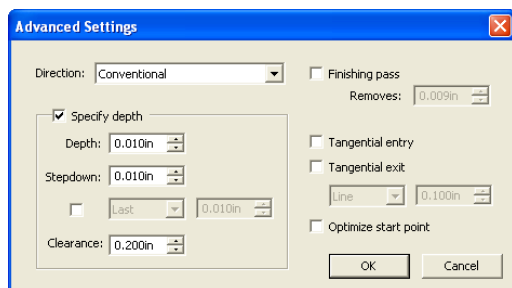 Advanced Settings
Direction: Conventional
Finishing pass
Removes: 0.009in
Specify depth
Depth: 0.010in
Tangential entry
Stepdown: 0.010in
Tangential exit
Last 0.010in
Line 0.100in
Optimize start point
Clearance: 0.200in
OK Cancel